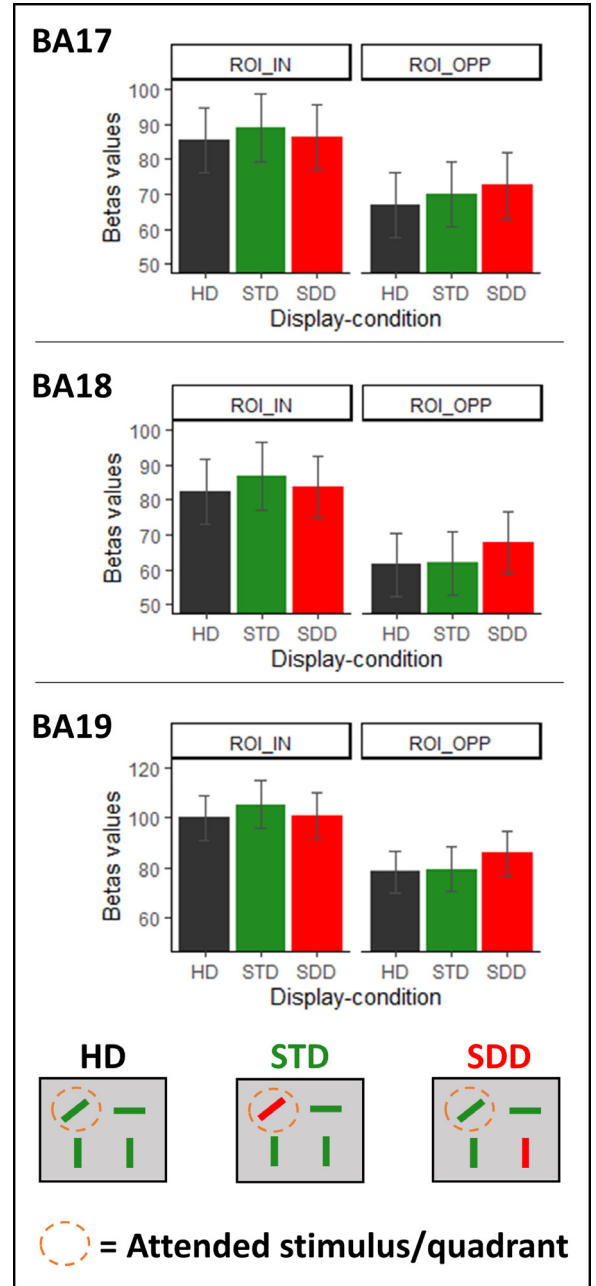 BA17
ROI_IN ROI_OPP
100
90
80
70
60
50
Betas values
HD STD SDD HD STD SDD
Display-condition
BA18
ROI_IN ROI_OPP
100
90
80
70
60
50
Betas values
HD STD SDD HD STD SDD
Display-condition
BA19
ROI_IN ROI_OPP
120
100
80
60
Betas values
HD STD SDD HD STD SDD
Display-condition
HD STD SDD
= Attended stimulus/quadrant